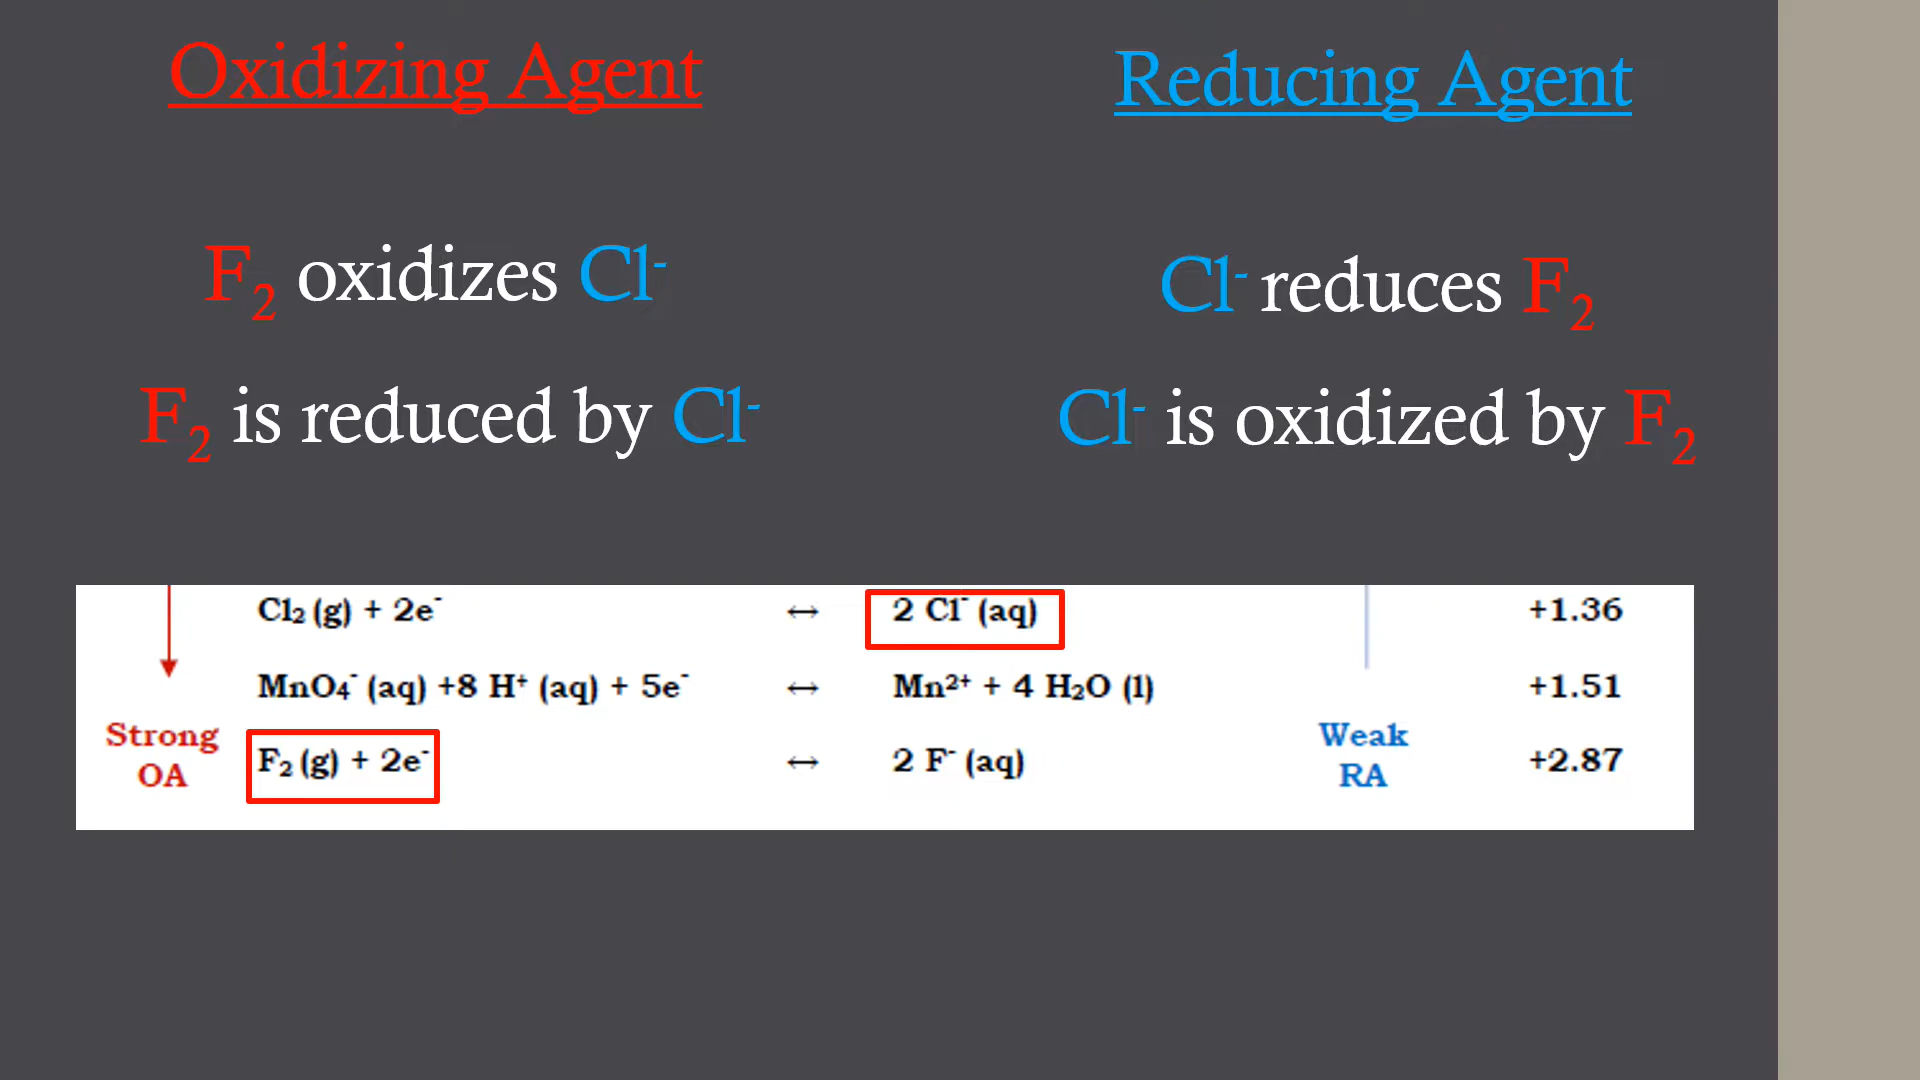 Oxidizing Agent
Reducing Agent
F₂ oxidizes Cl⁻
Cl⁻ reduces F₂
F₂ is reduced by Cl⁻
Cl⁻ is oxidized by F₂
Cl₂ (g) + 2e⁻ ↔ 2 Cl⁻ (aq) +1.36
MnO₄⁻ (aq) +8 H⁺ (aq) + 5e⁻ ↔ Mn²⁺ + 4 H₂O (l) +1.51
Strong OA
F₂ (g) + 2e⁻ ↔ 2 F⁻ (aq) +2.87
Weak RA